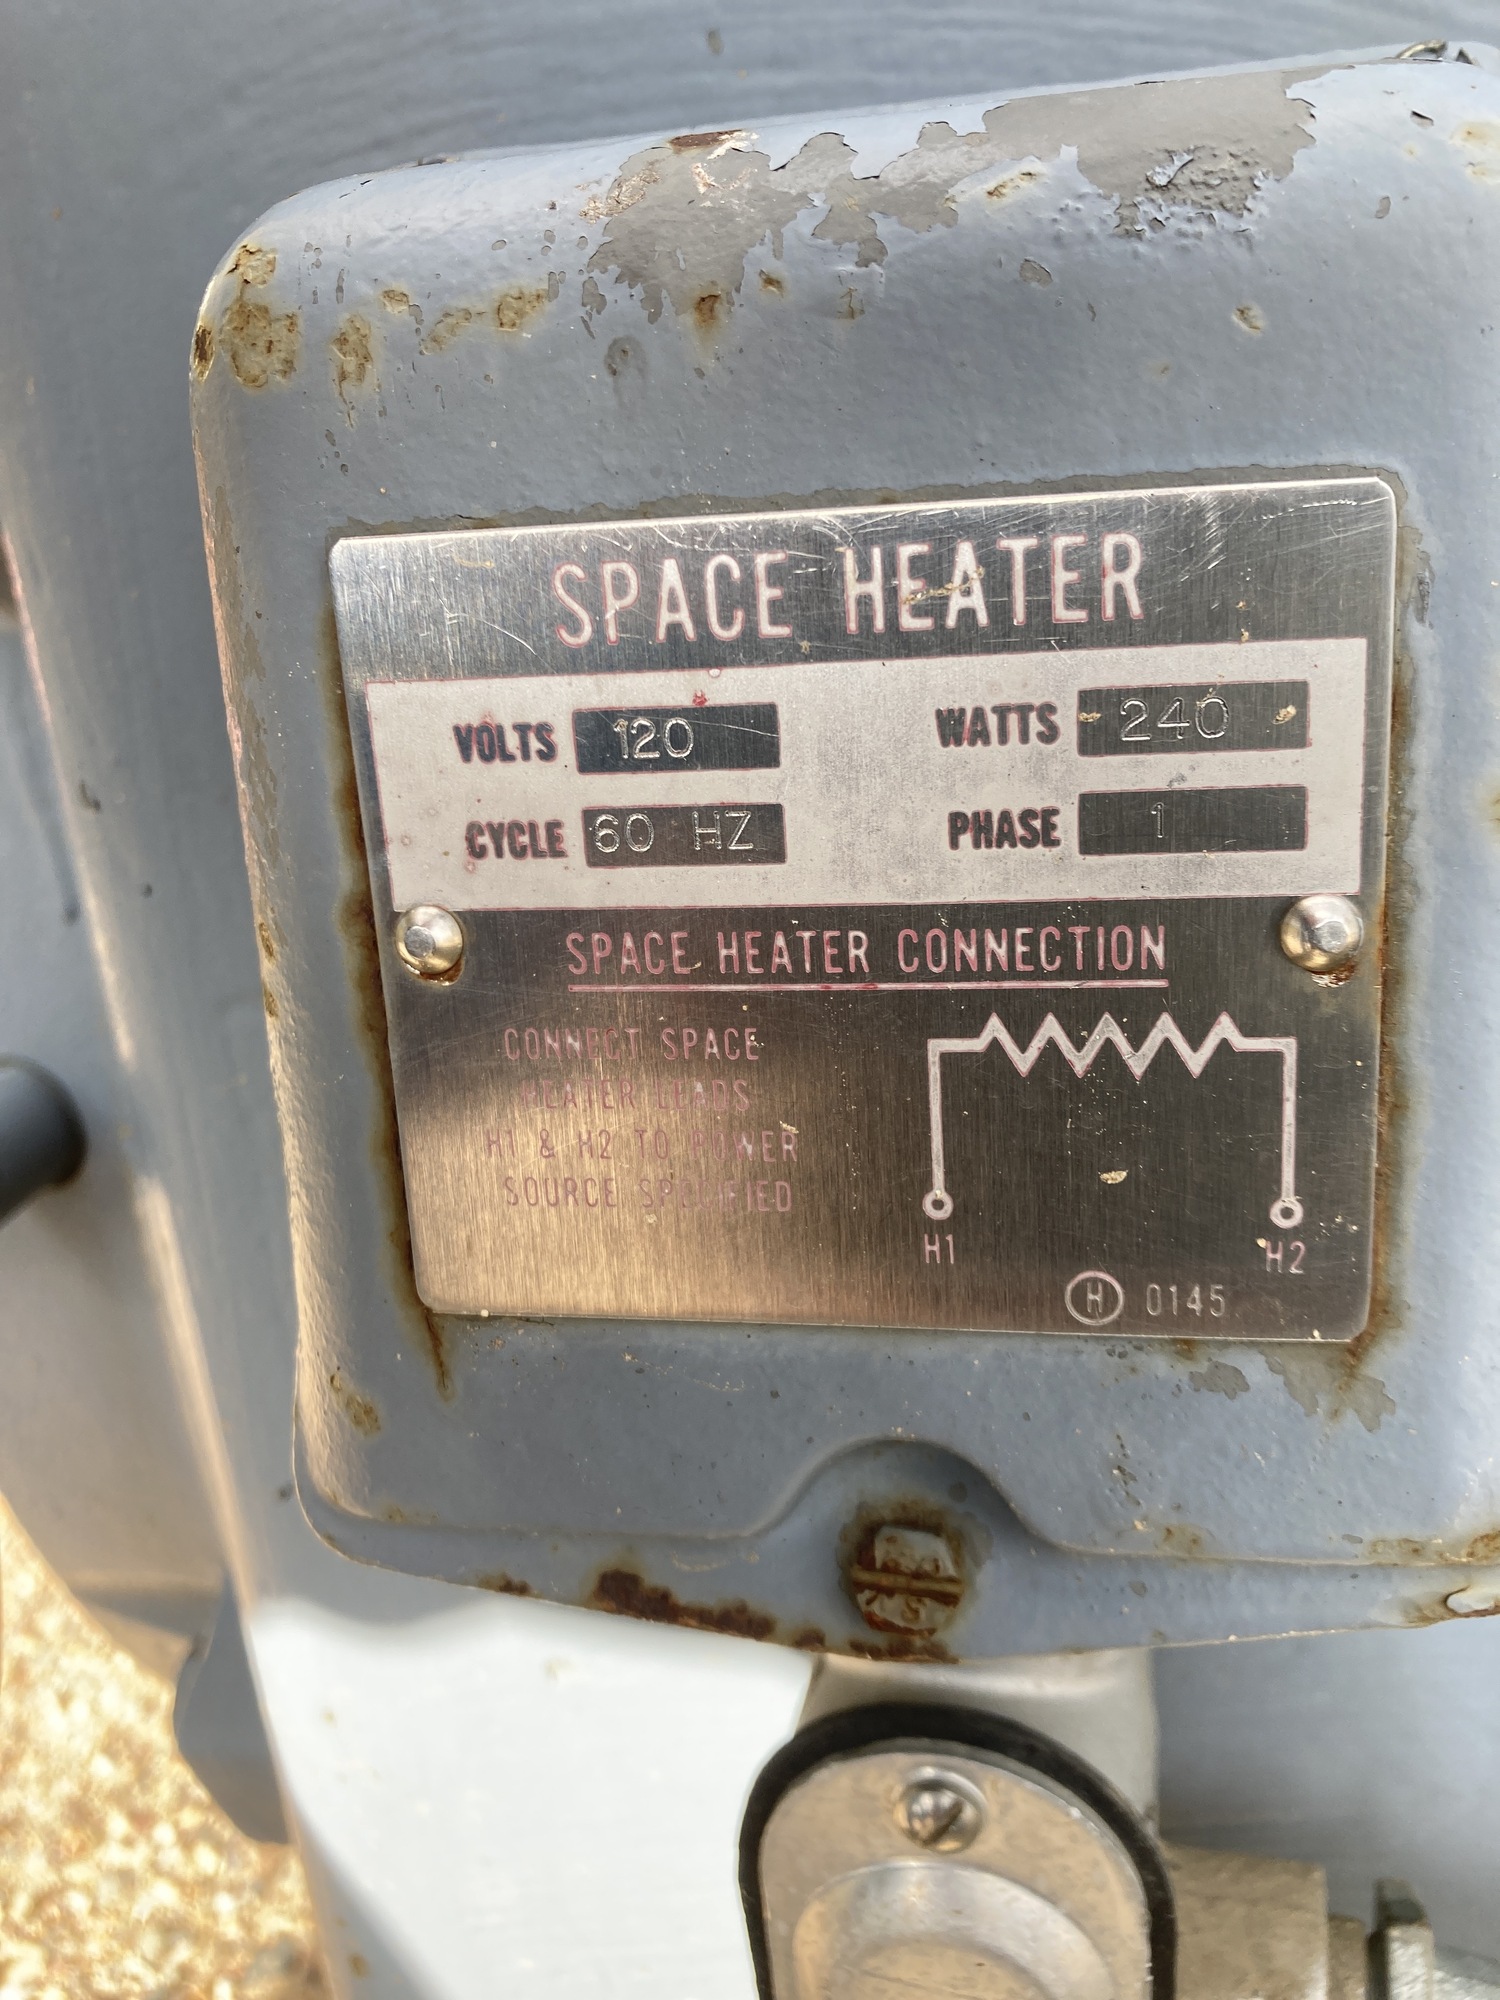 SPACE HEATER
VOLTS 120 WATTS 240
CYCLE 60 HZ PHASE 1
SPACE HEATER CONNECTION
CONNECT SPACE
HEATER LEADS
H1 & H2 TO POWER
SOURCE SPECIFIED
H1 H2
H 0145